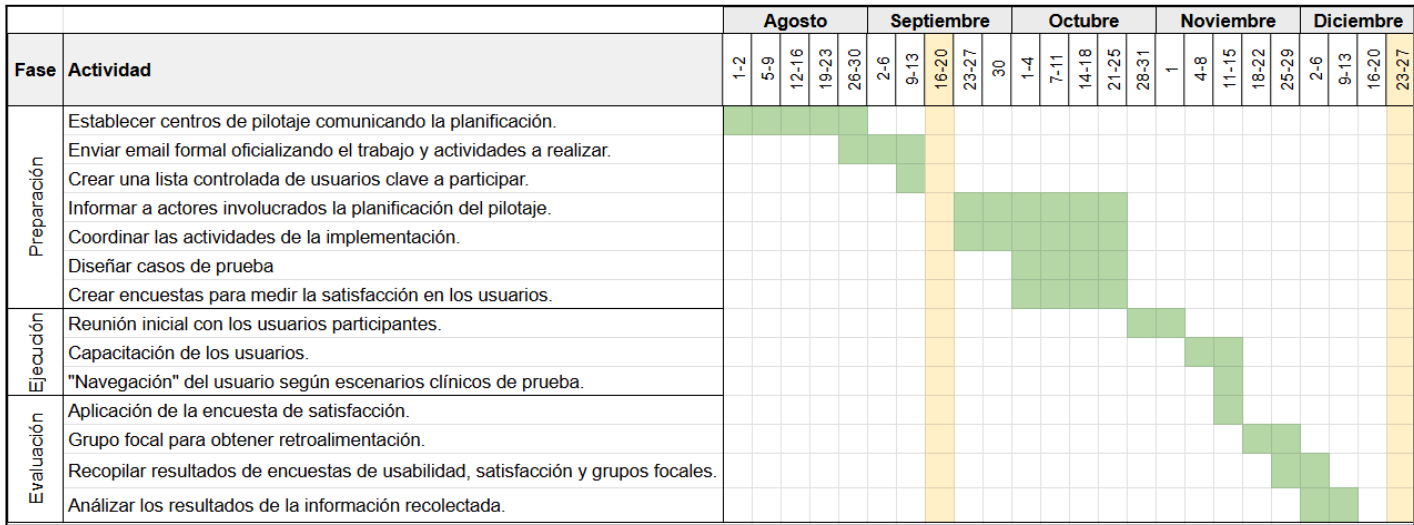 Agosto Septiembre Octubre Noviembre Diciembre
Fase Actividad 1-2 5-9 12-16 19-23 26-30 2-6 9-13 16-20 23-27 30 1-4 7-11 14-18 21-25 28-31 1 4-8 11-15 18-22 25-29 2-6 9-13 16-20 23-27
Preparación
Establecer centros de pilotaje comunicando la planificación.
Enviar email formal oficializando el trabajo y actividades a realizar.
Crear una lista controlada de usuarios clave a participar.
Informar a actores involucrados la planificación del pilotaje.
Coordinar las actividades de la implementación.
Diseñar casos de prueba
Crear encuestas para medir la satisfacción en los usuarios.
Ejecución
Reunión inicial con los usuarios participantes.
Capacitación de los usuarios.
"Navegación" del usuario según escenarios clínicos de prueba.
Evaluación
Aplicación de la encuesta de satisfacción.
Grupo focal para obtener retroalimentación.
Recopilar resultados de encuestas de usabilidad, satisfacción y grupos focales.
Análizar los resultados de la información recolectada.